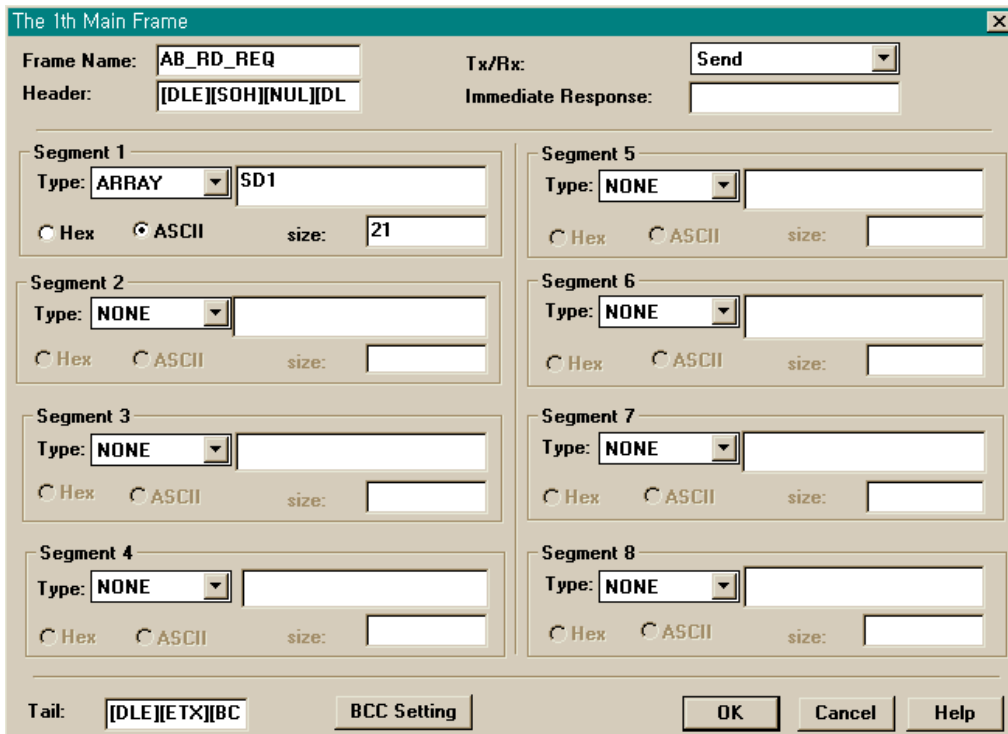 The 1th Main Frame
Frame Name: AB_RD_REQ
Tx/Rx: Send
Header: [DLE][SOH][NUL][DL
Immediate Response:
Segment 1
Type: ARRAY SD1
Hex ASCII size: 21
Segment 2
Type: NONE
Hex ASCII size:
Segment 3
Type: NONE
Hex ASCII size:
Segment 4
Type: NONE
Hex ASCII size:
Segment 5
Type: NONE
Hex ASCII size:
Segment 6
Type: NONE
Hex ASCII size:
Segment 7
Type: NONE
Hex ASCII size:
Segment 8
Type: NONE
Hex ASCII size:
Tail: [DLE][ETX][BC
BCC Setting
OK Cancel Help